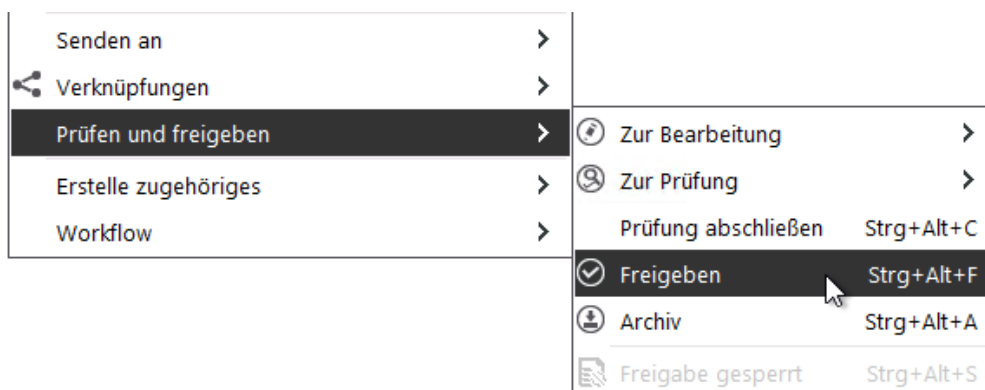 Senden an
Verknüpfungen
Prüfen und freigeben
Erstelle zugehöriges
Workflow
Zur Bearbeitung
Zur Prüfung
Prüfung abschließen Strg+Alt+C
Freigeben Strg+Alt+F
Archiv Strg+Alt+A
Freigabe gesperrt Strg+Alt+S